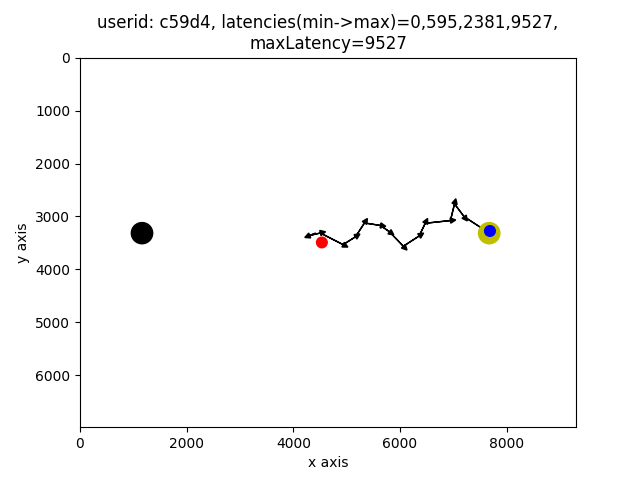 userid: c59d4, latencies(min->max)=0,595,2381,9527,
maxLatency=9527
0
1000
2000
3000
4000
5000
6000
y axis
0 2000 4000 6000 8000
x axis